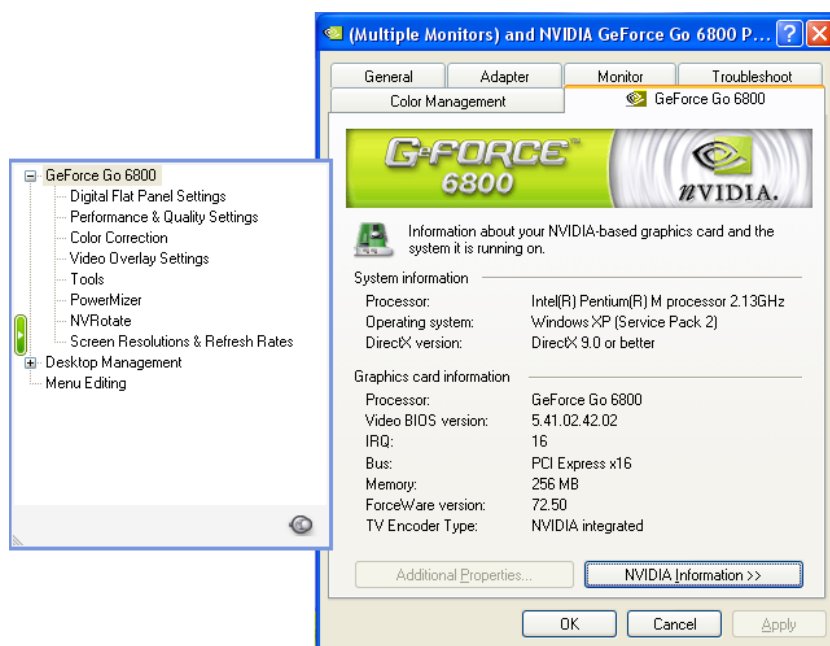 (Multiple Monitors) and NVIDIA GeForce Go 6800 P...
General Adapter Monitor Troubleshoot
Color Management GeForce Go 6800
GeForce™ 6800
nVIDIA.
Information about your NVIDIA-based graphics card and the
system it is running on.
System information
Processor: Intel(R) Pentium(R) M processor 2.13GHz
Operating system: Windows XP (Service Pack 2)
DirectX version: DirectX 9.0 or better
Graphics card information
Processor: GeForce Go 6800
Video BIOS version: 5.41.02.42.02
IRQ: 16
Bus: PCI Express x16
Memory: 256 MB
ForceWare version: 72.50
TV Encoder Type: NVIDIA integrated
Additional Properties...
NVIDIA Information >>
OK Cancel Apply
GeForce Go 6800
Digital Flat Panel Settings
Performance & Quality Settings
Color Correction
Video Overlay Settings
Tools
PowerMizer
NVRotate
Screen Resolutions & Refresh Rates
Desktop Management
Menu Editing